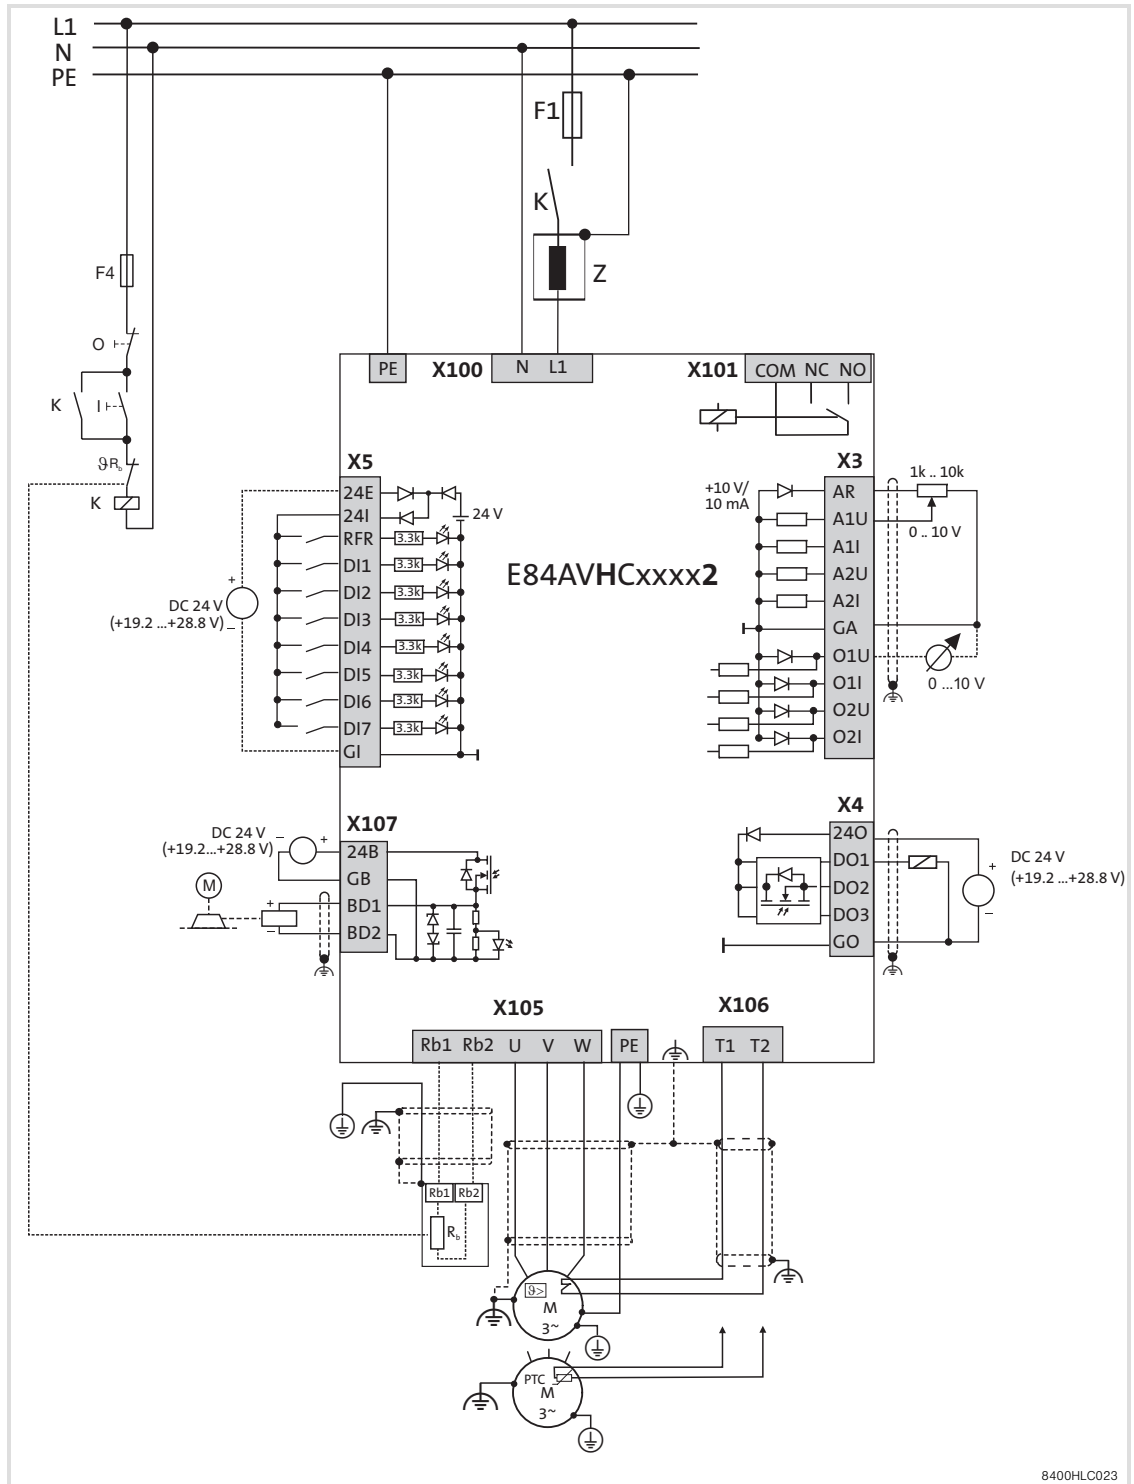 L1
N
PE
F1
K
Z
F4
O
K
I
ϑRb
K
PE
X100
N L1
X101
COM NC NO
X5
24E
24I
RFR
DI1
DI2
DI3
DI4
DI5
DI6
DI7
GI
24 V
3.3k
3.3k
3.3k
3.3k
3.3k
3.3k
3.3k
3.3k
+
DC 24 V
(+19.2 ...+28.8 V)
–
E84AVHCxxxx2
X3
+10 V/
10 mA
AR
A1U
A1I
A2U
A2I
GA
O1U
O1I
O2U
O2I
1k .. 10k
0 .. 10 V
0 ...10 V
X107
DC 24 V
(+19.2...+28.8 V)
–
+
24B
GB
BD1
BD2
M
+
–
X4
24O
DO1
DO2
DO3
GO
+
DC 24 V
(+19.2 ...+28.8 V)
–
X105
Rb1 Rb2 U V W
PE
X106
T1 T2
Rb1 Rb2
Rb
ϑ>
M
3~
PTC
M
3~
8400HLC023